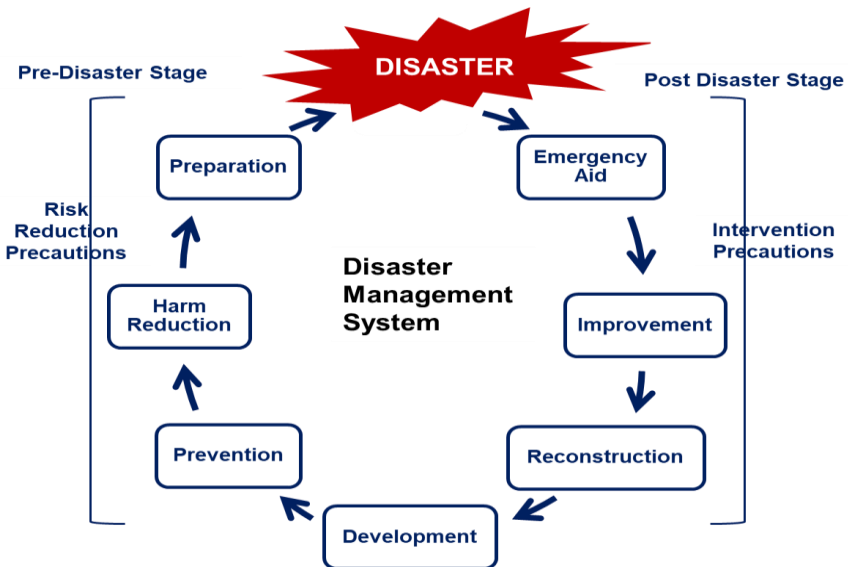 DISASTER
Pre-Disaster Stage
Post Disaster Stage
Preparation
Emergency
Aid
Risk
Reduction
Precautions
Intervention
Precautions
Disaster
Management
System
Harm
Reduction
Improvement
Prevention
Reconstruction
Development